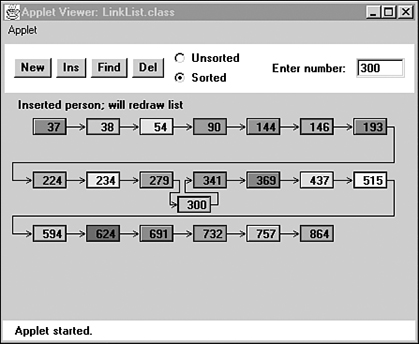 Applet Viewer: LinkList.class
Applet
New Ins Find Del Unsorted Sorted Enter number: 300
Inserted person; will redraw list
37 38 54 90 144 146 193
224 234 279 341 369 437 515
300
594 624 691 732 757 864
Applet started.